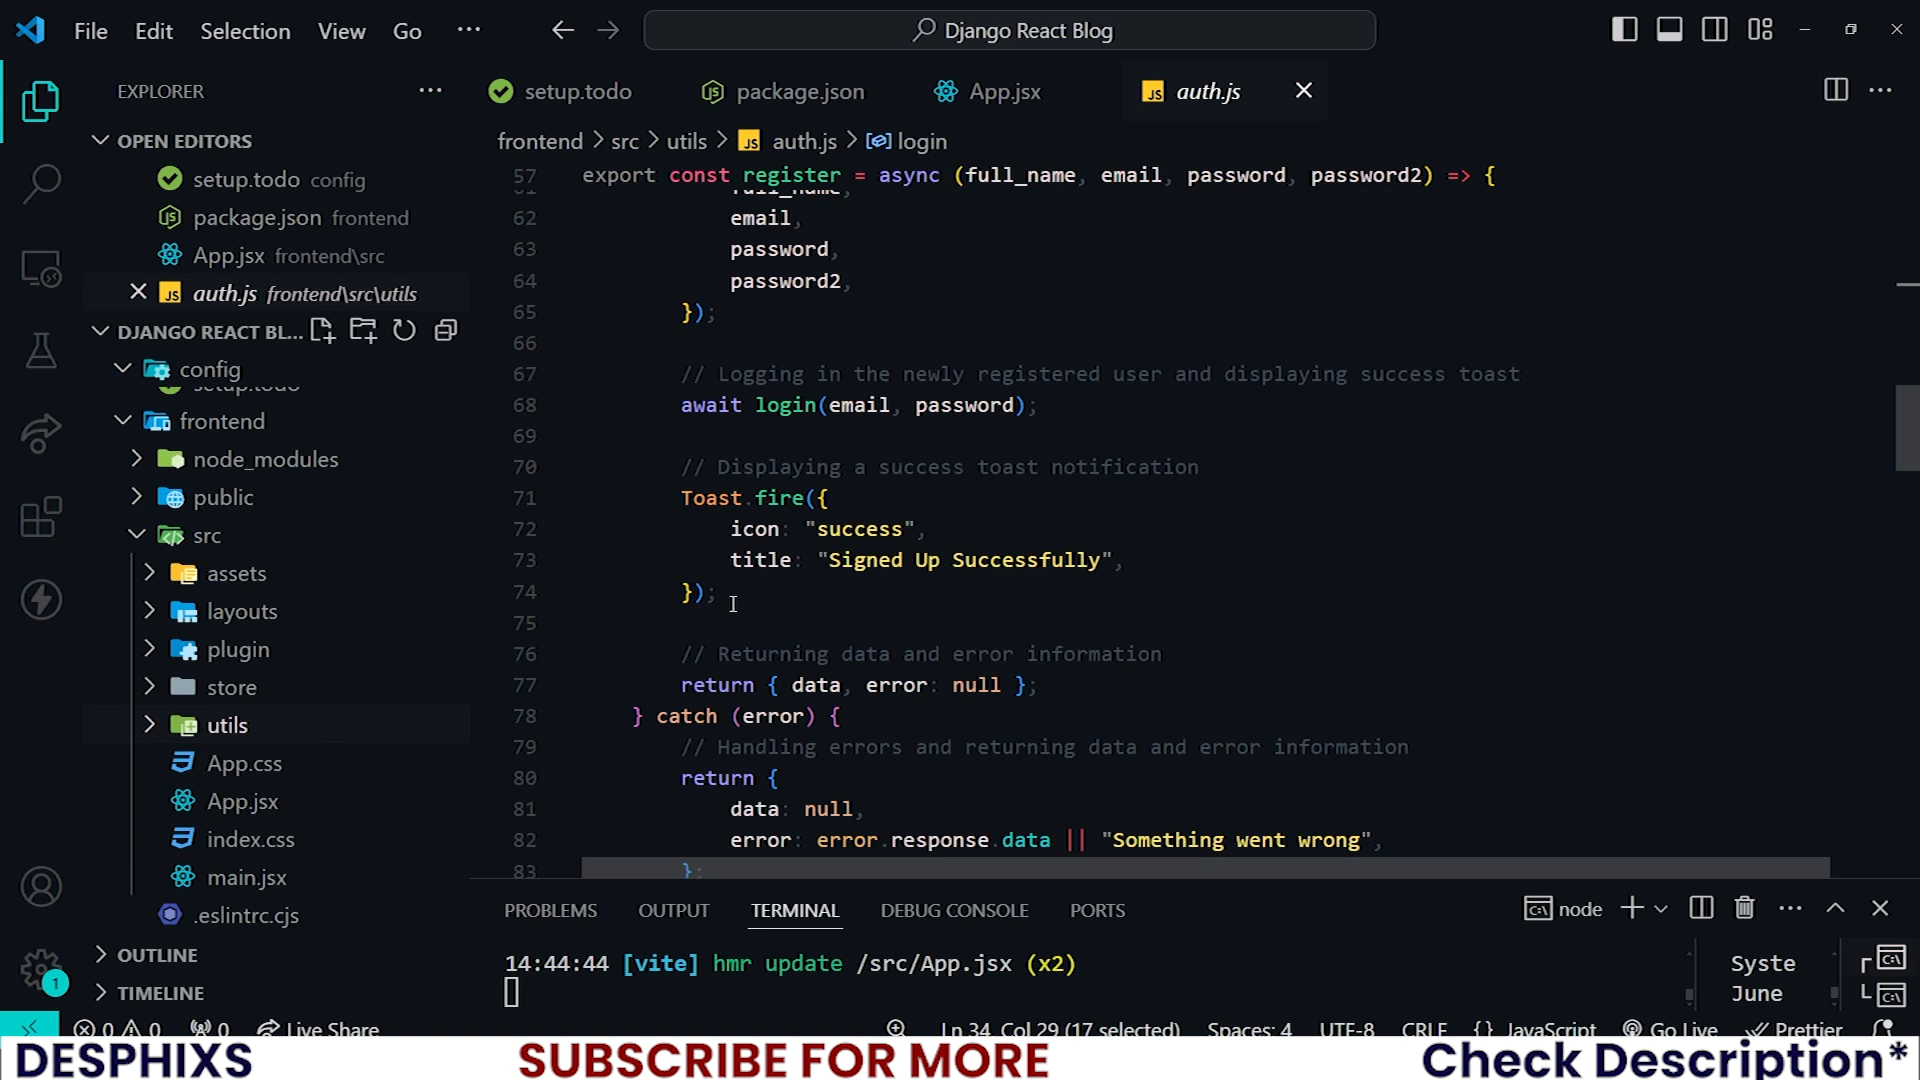 File Edit Selection View Go ···
Django React Blog
EXPLORER ···
OPEN EDITORS
setup.todo config
package.json frontend
App.jsx frontend\src
auth.js frontend\src\utils
DJANGO REACT BL...
config
setup.todo
frontend
node_modules
public
src
assets
layouts
plugin
store
utils
App.css
App.jsx
index.css
main.jsx
.eslintrc.cjs
OUTLINE
TIMELINE
setup.todo package.json App.jsx JS auth.js
frontend > src > utils > JS auth.js > login
57 export const register = async (full_name, email, password, password2) => {
61 full_name,
62 email,
63 password,
64 password2,
65 });
66
67 // Logging in the newly registered user and displaying success toast
68 await login(email, password);
69
70 // Displaying a success toast notification
71 Toast.fire({
72 icon: "success",
73 title: "Signed Up Successfully",
74 });
75
76 // Returning data and error information
77 return { data, error: null };
78 } catch (error) {
79 // Handling errors and returning data and error information
80 return {
81 data: null,
82 error: error.response.data || "Something went wrong",
83 };
PROBLEMS OUTPUT TERMINAL DEBUG CONSOLE PORTS
node
14:44:44 [vite] hmr update /src/App.jsx (x2)
Syste
June
1
0 0 0 Live Share Ln 34, Col 29 (17 selected) Spaces: 4 UTF-8 CRLF {} JavaScript Go Live Prettier
DESPHIXS SUBSCRIBE FOR MORE Check Description*